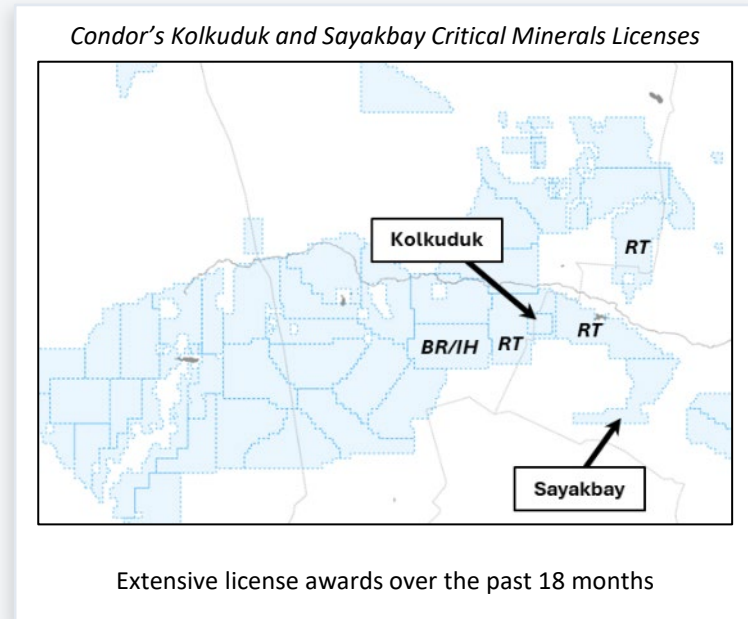 Condor's Kolkuduk and Sayakbay Critical Minerals Licenses
Kolkuduk
RT
RT
BR/IH
RT
Sayakbay
Extensive license awards over the past 18 months